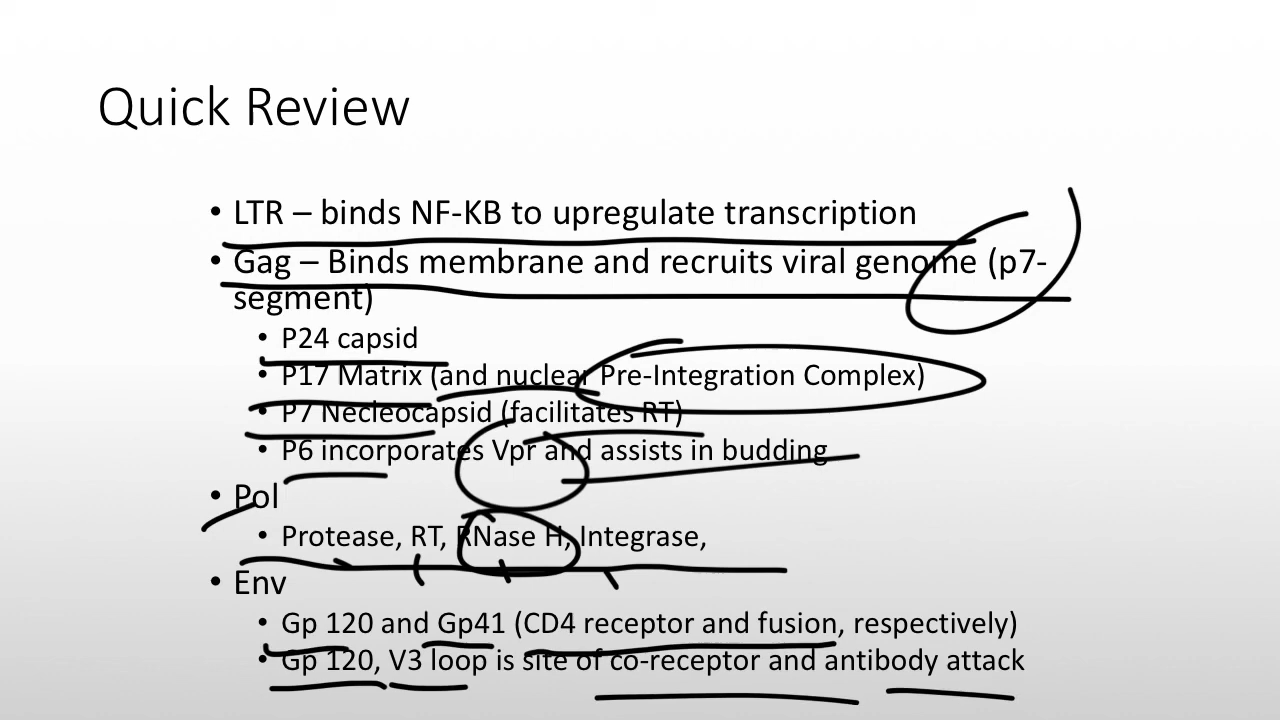 Quick Review
• LTR – binds NF-KB to upregulate transcription
• Gag – Binds membrane and recruits viral genome (p7-
segment)
• P24 capsid
• P17 Matrix (and nuclear Pre-Integration Complex)
• P7 Necleocapsid (facilitates RT)
• P6 incorporates Vpr and assists in budding
• Pol
• Protease, RT, RNase H, Integrase,
• Env
• Gp 120 and Gp41 (CD4 receptor and fusion, respectively)
• Gp 120, V3 loop is site of co-receptor and antibody attack